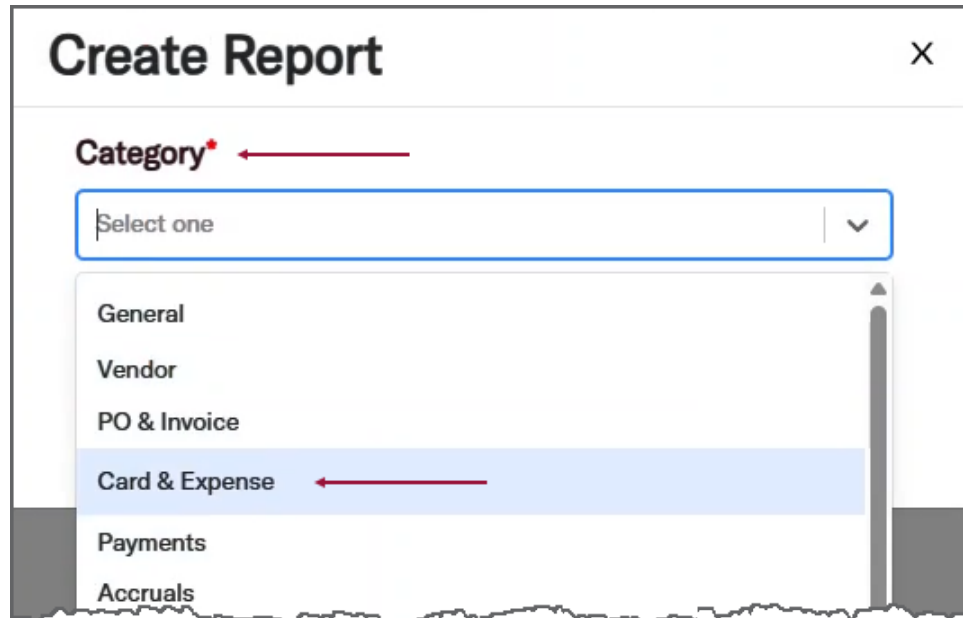 Create Report
Category*
Select one
General
Vendor
PO & Invoice
Card & Expense
Payments
Accruals